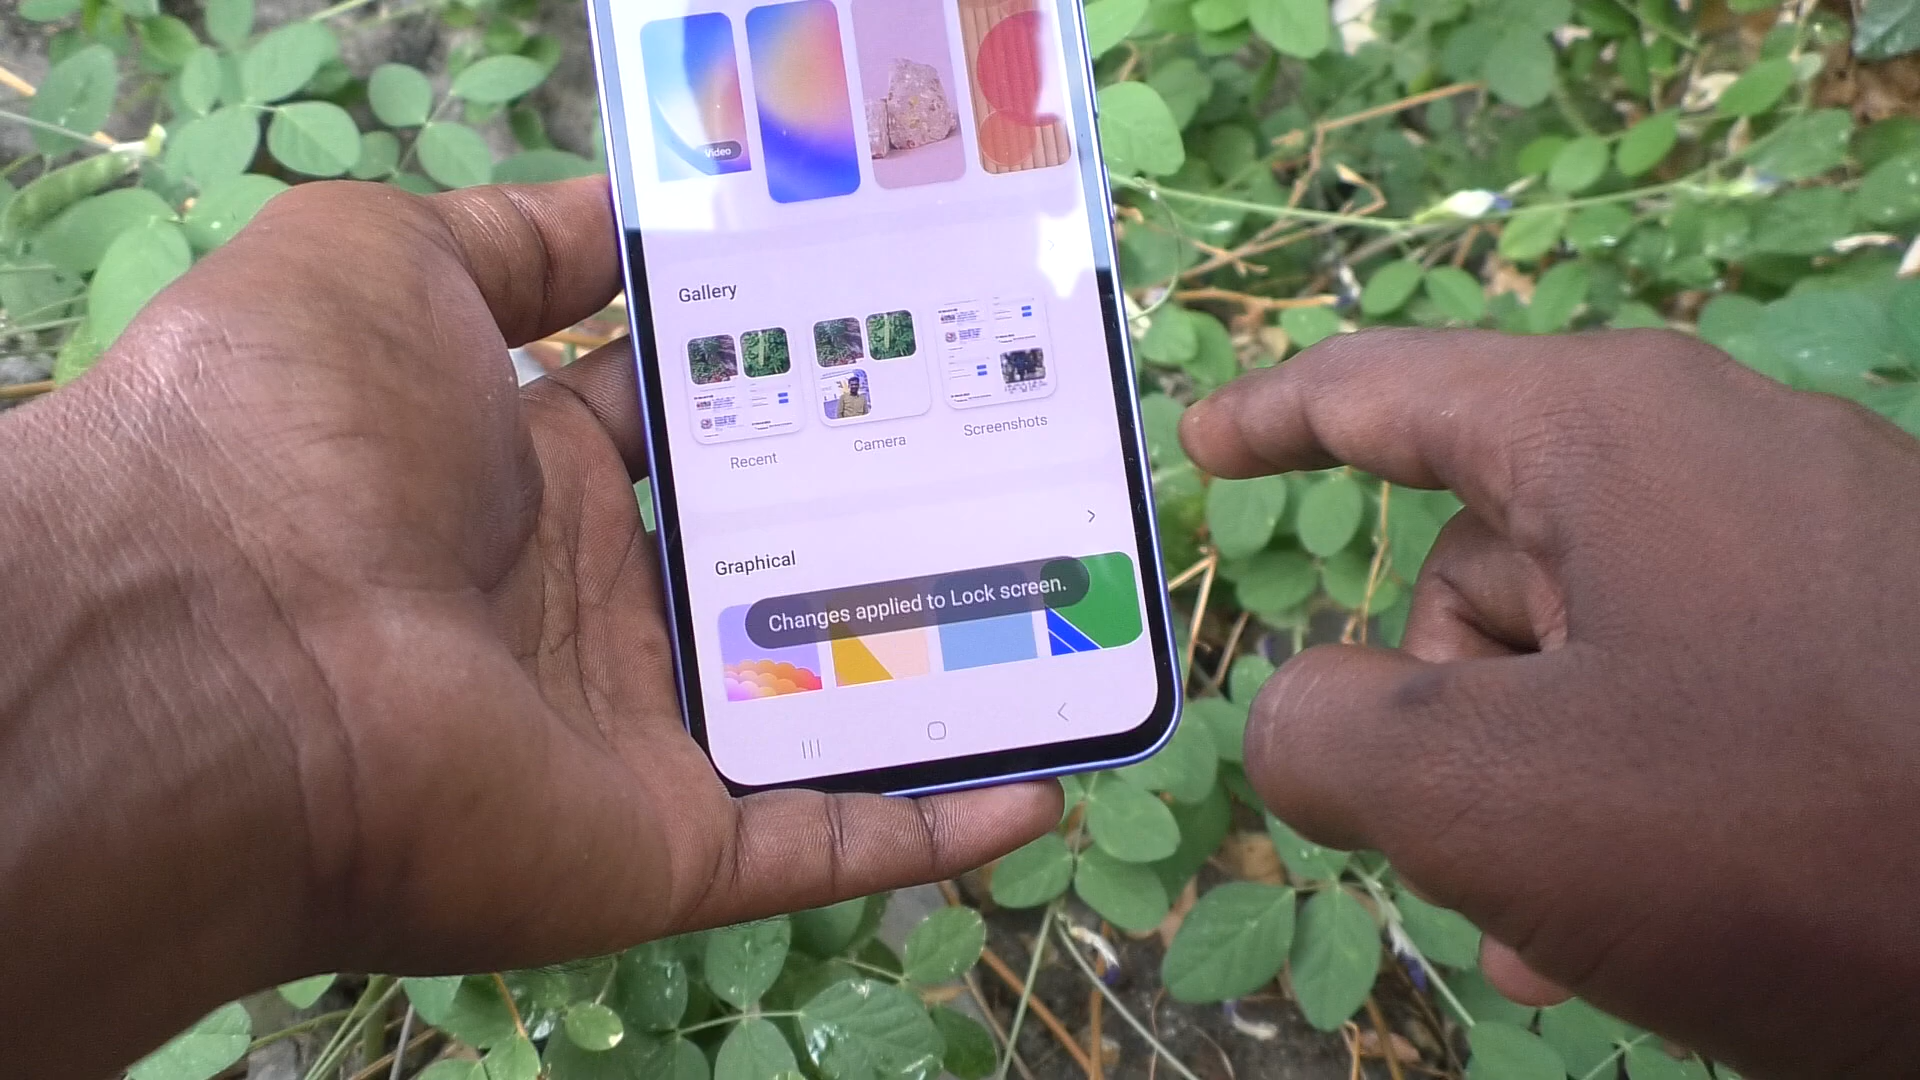 Video
Gallery
Recent
Camera
Screenshots
Graphical
Changes applied to Lock screen.